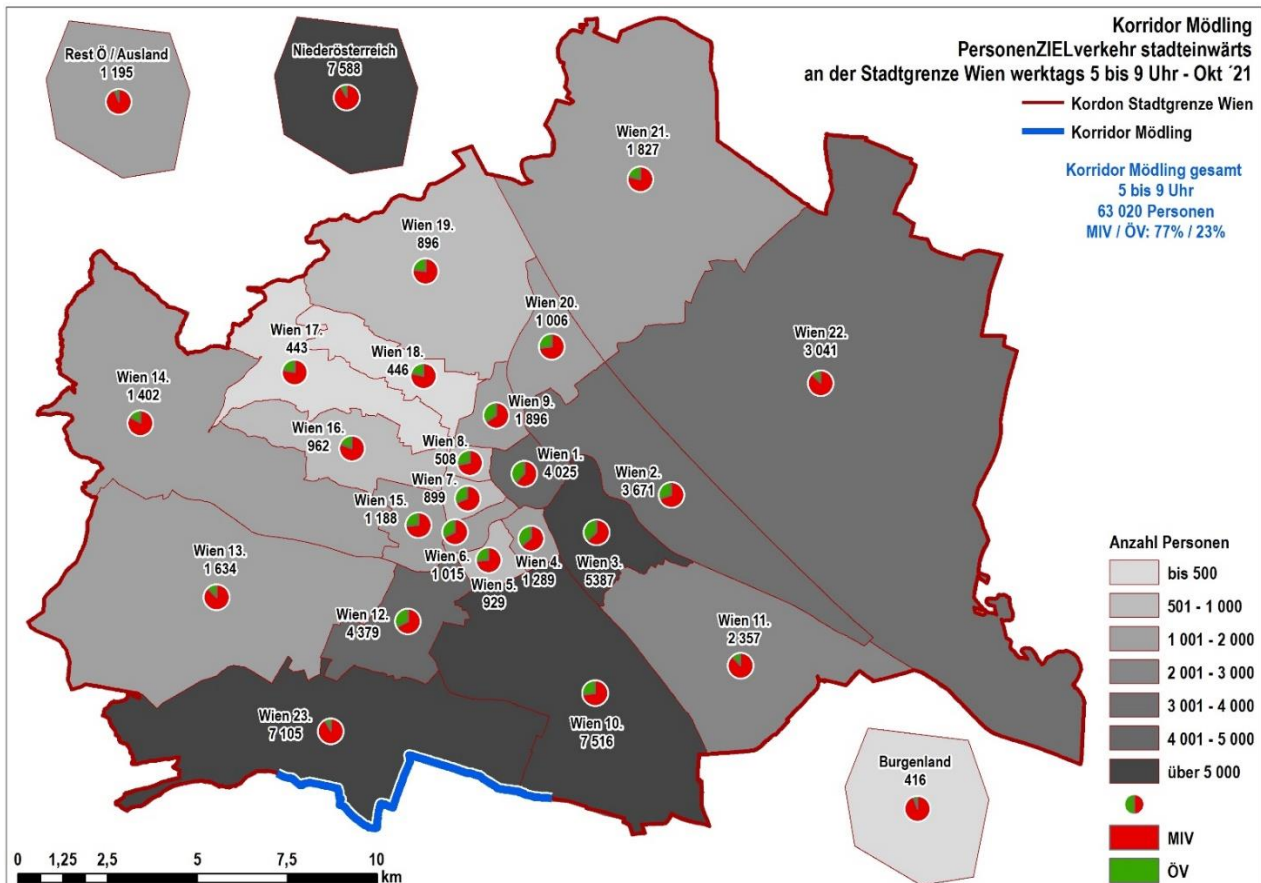 Korridor Mödling
PersonenZIELverkehr stadteinwärts
an der Stadtgrenze Wien werktags 5 bis 9 Uhr - Okt ´21
Kordon Stadtgrenze Wien
Korridor Mödling
Korridor Mödling gesamt
5 bis 9 Uhr
63 020 Personen
MIV / ÖV: 77% / 23%
Rest Ö / Ausland
1 195
Niederösterreich
7 588
Wien 21.
1 827
Wien 19.
896
Wien 20.
1 006
Wien 22.
3 041
Wien 17.
443
Wien 18.
446
Wien 14.
1 402
Wien 9.
1 896
Wien 16.
962
Wien 8.
508
Wien 1.
4 025
Wien 2.
3 671
Wien 7.
899
Wien 15.
1 188
Wien 6.
1 015
Wien 5.
929
Wien 4.
1 289
Wien 3.
5387
Wien 13.
1 634
Wien 12.
4 379
Wien 11.
2 357
Wien 23.
7 105
Wien 10.
7 516
Burgenland
416
Anzahl Personen
bis 500
501 - 1 000
1 001 - 2 000
2 001 - 3 000
3 001 - 4 000
4 001 - 5 000
über 5 000
MIV
ÖV
0 1,25 2,5 5 7,5 10
km